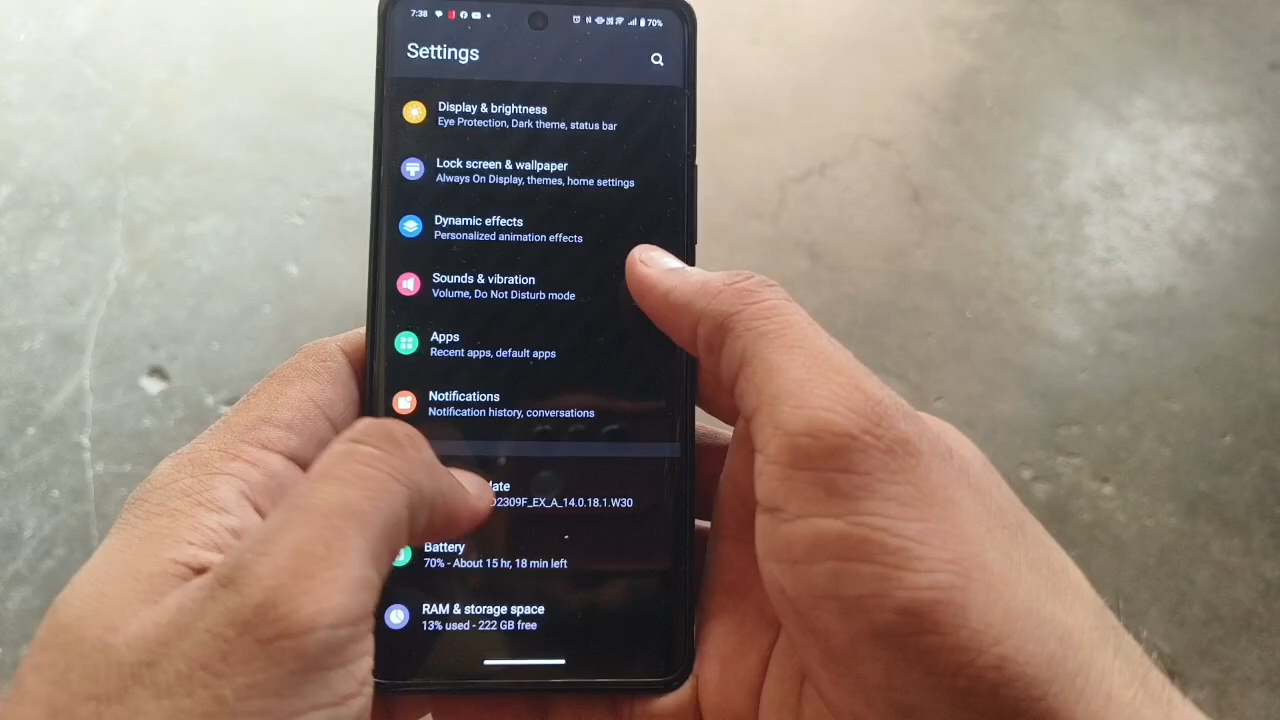 7:38
70%
Settings
Display & brightness
Eye Protection, Dark theme, status bar
Lock screen & wallpaper
Always On Display, themes, home settings
Dynamic effects
Personalized animation effects
Sounds & vibration
Volume, Do Not Disturb mode
Apps
Recent apps, default apps
Notifications
Notification history, conversations
2309F_EX_A_14.0.18.1.W30
Battery
70% - About 15 hr, 18 min left
RAM & storage space
13% used - 222 GB free